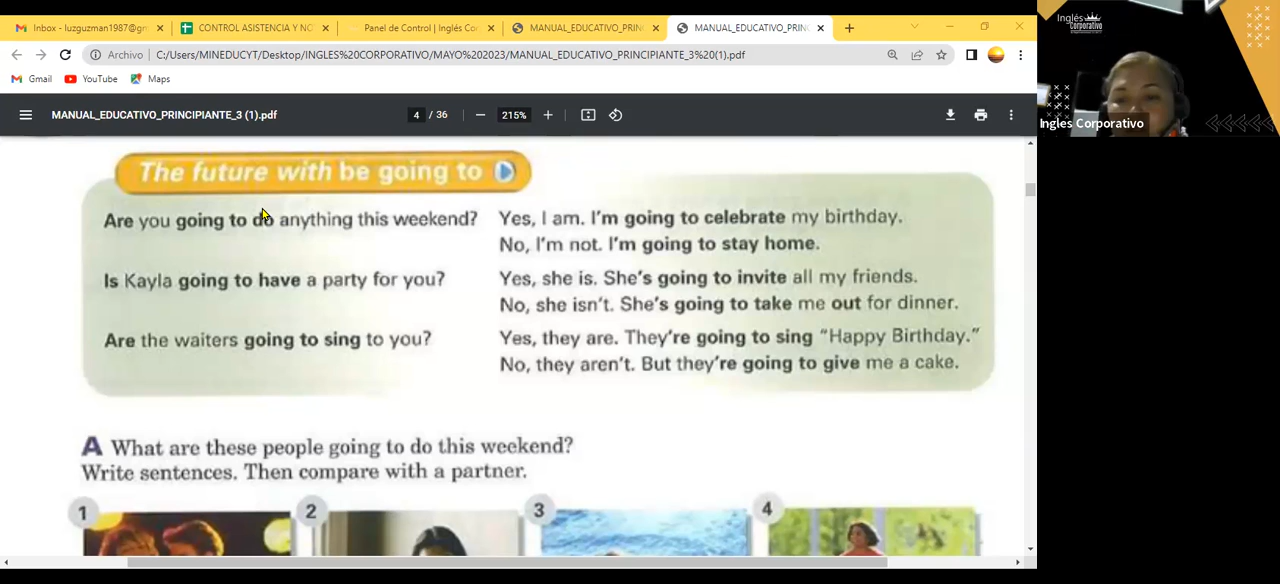 Inbox - luzguzman1987@gm
CONTROL ASISTENCIA Y NO
Panel de Control | Inglés Co
MANUAL_EDUCATIVO_PRIN
MANUAL_EDUCATIVO_PRINC
Archivo
C:/Users/MINEDUCYT/Desktop/INGLES%20CORPORATIVO/MAYO%202023/MANUAL_EDUCATIVO_PRINCIPIANTE_3%20(1).pdf
Gmail
YouTube
Maps
MANUAL_EDUCATIVO_PRINCIPIANTE_3 (1).pdf
4 / 36
215%
The future with be going to
Are you going to do anything this weekend?
Yes, I am. I'm going to celebrate my birthday.
No, I'm not. I'm going to stay home.
Is Kayla going to have a party for you?
Yes, she is. She's going to invite all my friends.
No, she isn't. She's going to take me out for dinner.
Are the waiters going to sing to you?
Yes, they are. They're going to sing "Happy Birthday."
No, they aren't. But they're going to give me a cake.
A What are these people going to do this weekend?
Write sentences. Then compare with a partner.
1
2
3
4
Inglés
Corporativo
Ingles Corporativo